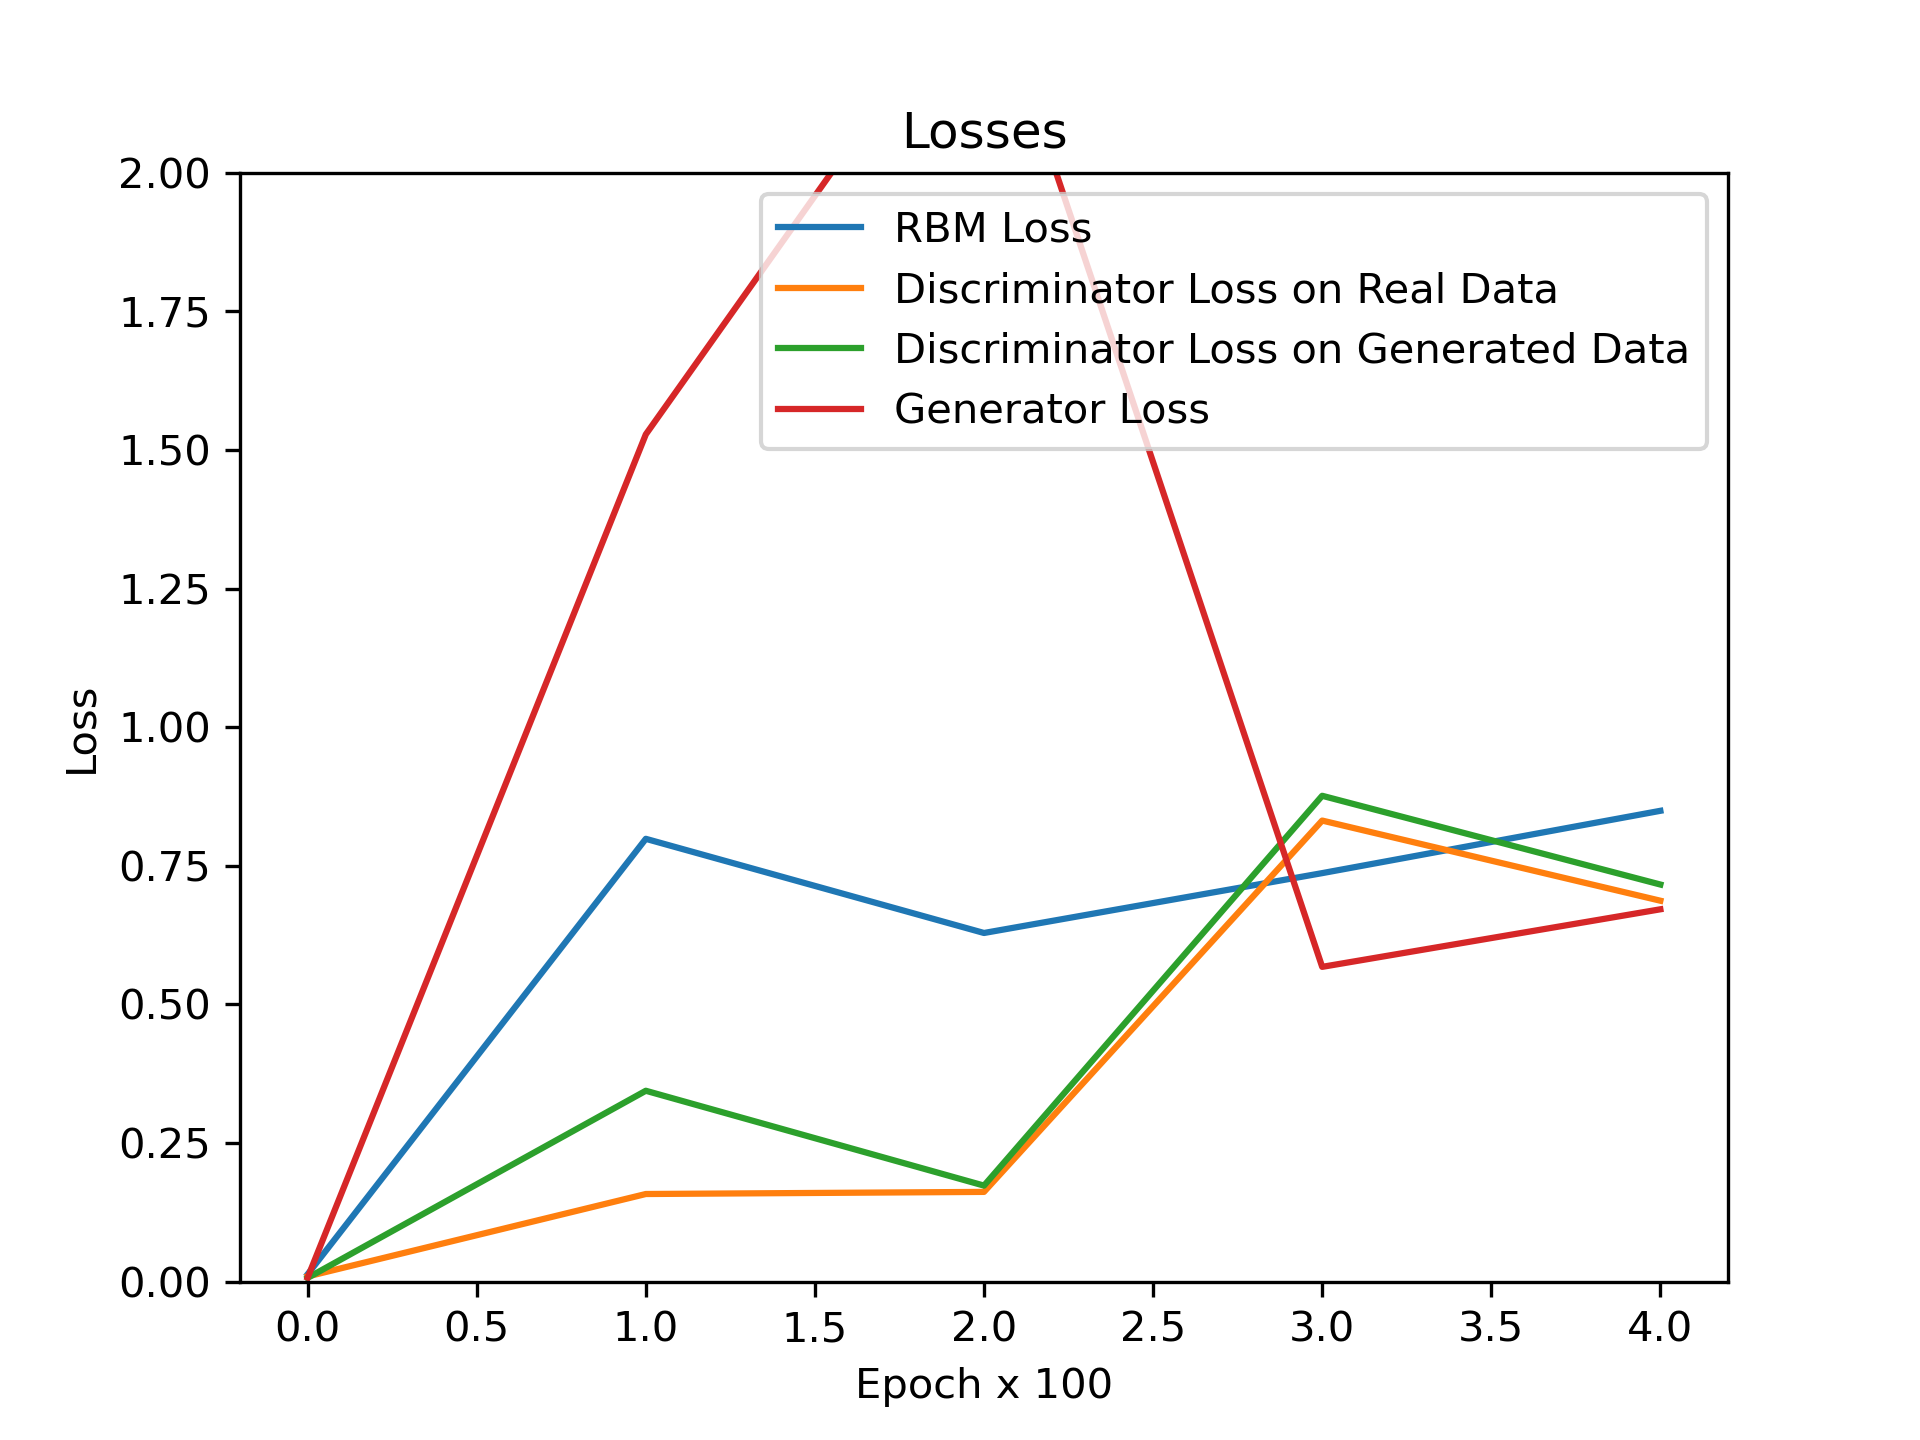 Losses
2.00
1.75
1.50
1.25
1.00
0.75
0.50
0.25
0.00
Loss
RBM Loss
Discriminator Loss on Real Data
Discriminator Loss on Generated Data
Generator Loss
0.0 0.5 1.0 1.5 2.0 2.5 3.0 3.5 4.0
Epoch x 100